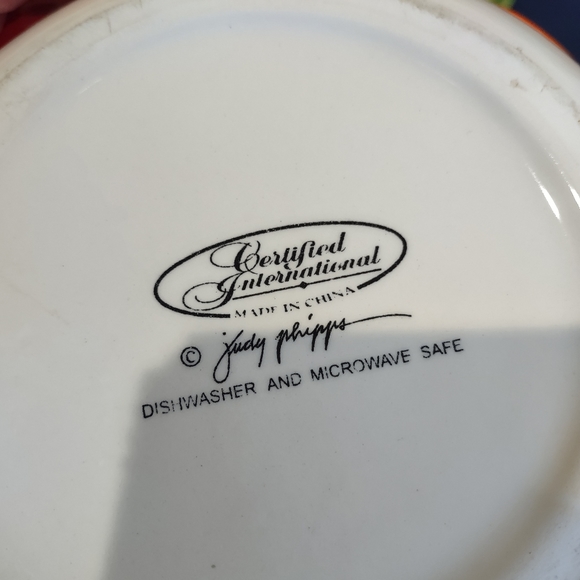 Certified
International
MADE IN CHINA
© judy phipps
DISHWASHER AND MICROWAVE SAFE